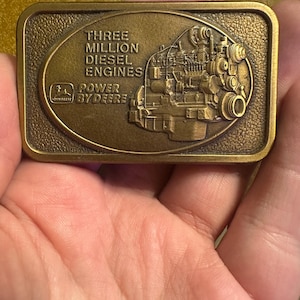 THREE
MILLION
DIESEL
ENGINES
POWER
BY DEERE